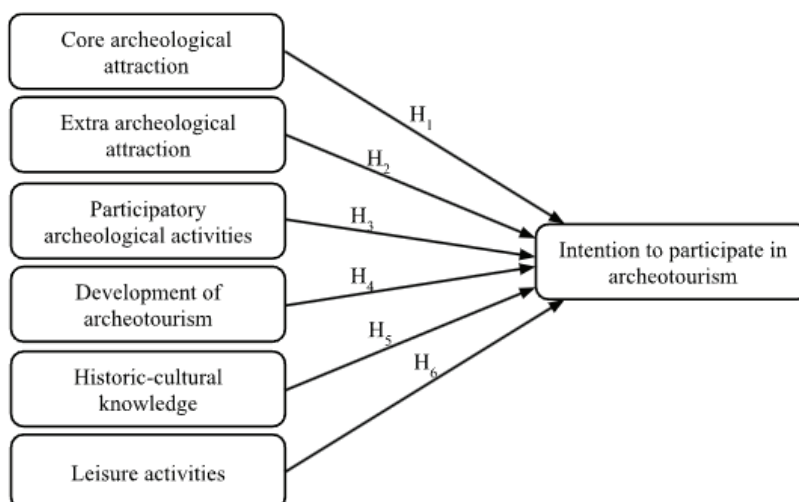 Core archeological
attraction
H1
Extra archeological
attraction
H2
Participatory
archeological activities
H3
Intention to participate in
archeotourism
Development of
archeotourism
H4
Historic-cultural
knowledge
H5
H6
Leisure activities